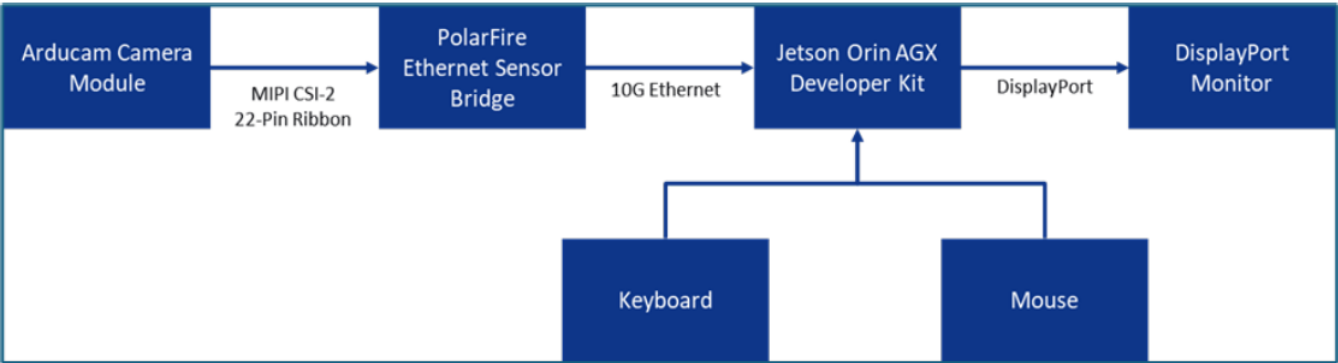 Arducam Camera
Module
MIPI CSI-2
22-Pin Ribbon
PolarFire
Ethernet Sensor
Bridge
10G Ethernet
Jetson Orin AGX
Developer Kit
DisplayPort
DisplayPort
Monitor
Keyboard
Mouse